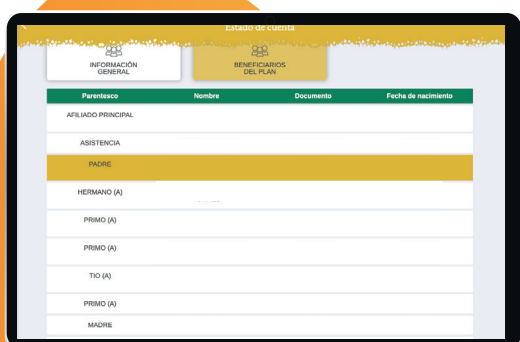 Estado de cuenta
INFORMACIÓN
GENERAL
BENEFICIARIOS
DEL PLAN
Parentesco Nombre Documento Fecha de nacimiento
AFILIADO PRINCIPAL
ASISTENCIA
PADRE
HERMANO (A)
PRIMO (A)
PRIMO (A)
TIO (A)
PRIMO (A)
MADRE